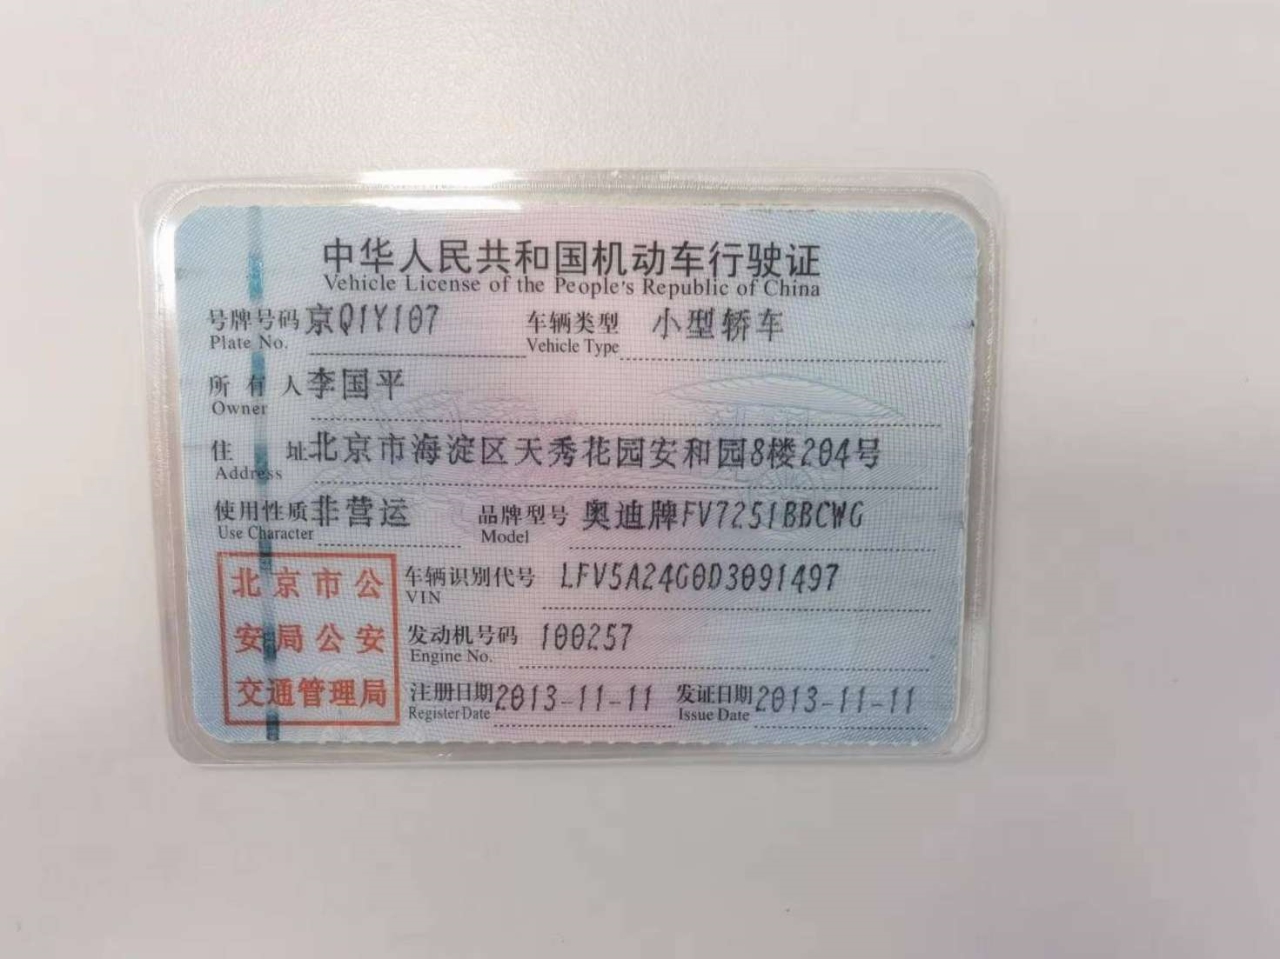 中华人民共和国机动车行驶证
Vehicle License of the People's Republic of China
号牌号码 京Q1Y107 车辆类型 小型轿车
Plate No. Vehicle Type
所有人 李国平
Owner
住址 北京市海淀区天秀花园安和园8楼204号
Address
使用性质 非营运 品牌型号 奥迪牌FV7251BBCWG
Use Character Model
北京市公
安局公安
交通管理局
车辆识别代号 LFV5A24G0D3091497
VIN
发动机号码 100257
Engine No.
注册日期 2013-11-11 发证日期 2013-11-11
Register Date Issue Date